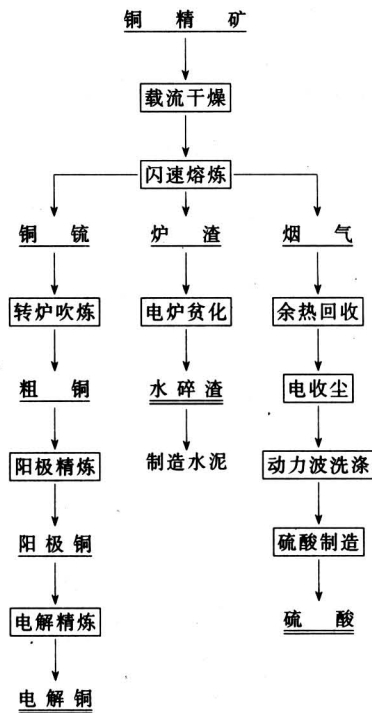 铜精矿
载流干燥
闪速熔炼
铜锍 炉渣 烟气
转炉吹炼 电炉贫化 余热回收
粗铜 水碎渣 电收尘
阳极精炼 制造水泥 动力波洗涤
阳极铜 硫酸制造
电解精炼 硫酸
电解铜